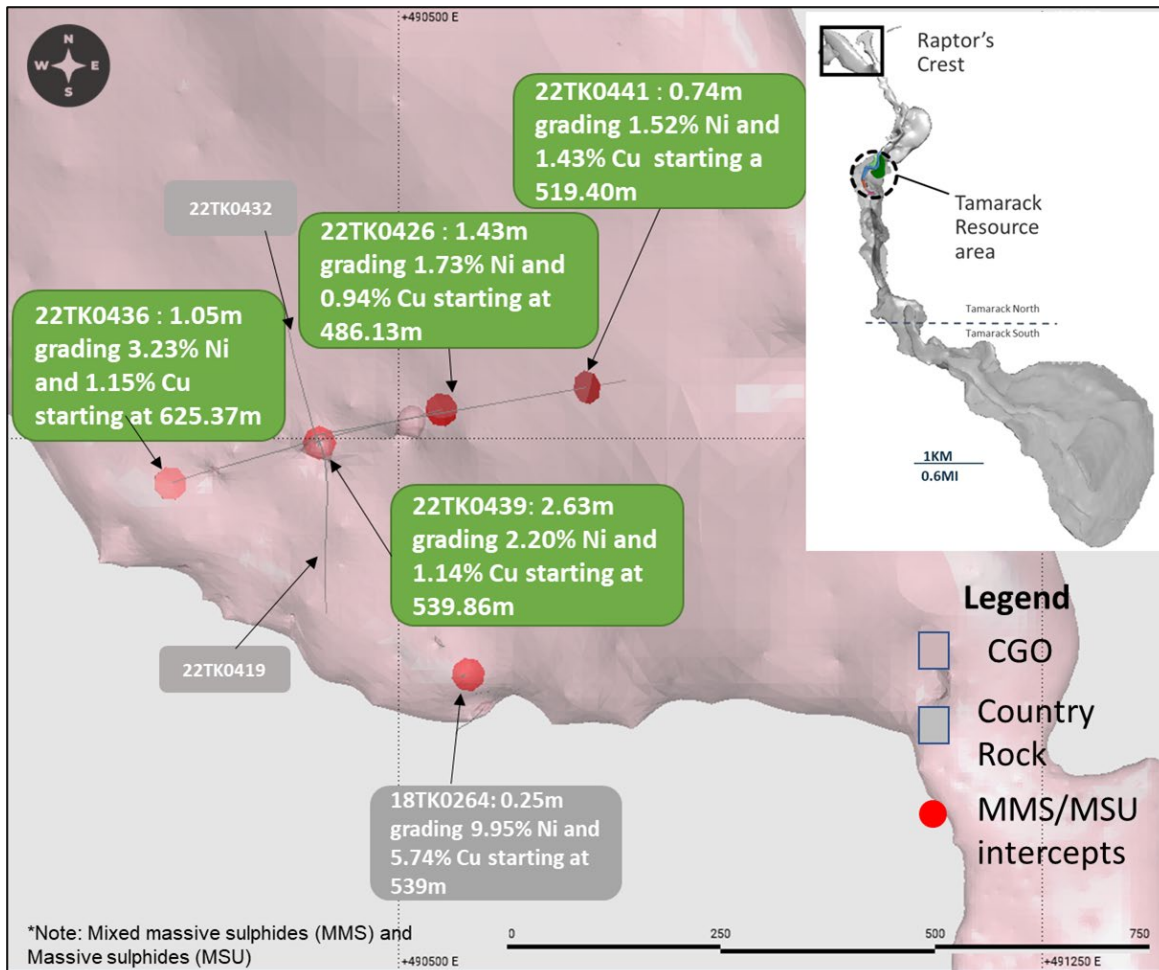 +490500 E
N
W E
S
Raptor's
Crest
22TK0441 : 0.74m
grading 1.52% Ni and
1.43% Cu starting a
519.40m
Tamarack
Resource
area
22TK0432
22TK0426 : 1.43m
grading 1.73% Ni and
0.94% Cu starting at
486.13m
22TK0436 : 1.05m
grading 3.23% Ni
and 1.15% Cu
starting at 625.37m
Tamarack North
Tamarack South
1KM
0.6MI
22TK0439: 2.63m
grading 2.20% Ni and
1.14% Cu starting at
539.86m
22TK0419
18TK0264: 0.25m
grading 9.95% Ni and
5.74% Cu starting at
539m
Legend
CGO
Country
Rock
MMS/MSU
intercepts
*Note: Mixed massive sulphides (MMS) and
Massive sulphides (MSU)
0 250 500 750
+490500 E
+491250 E